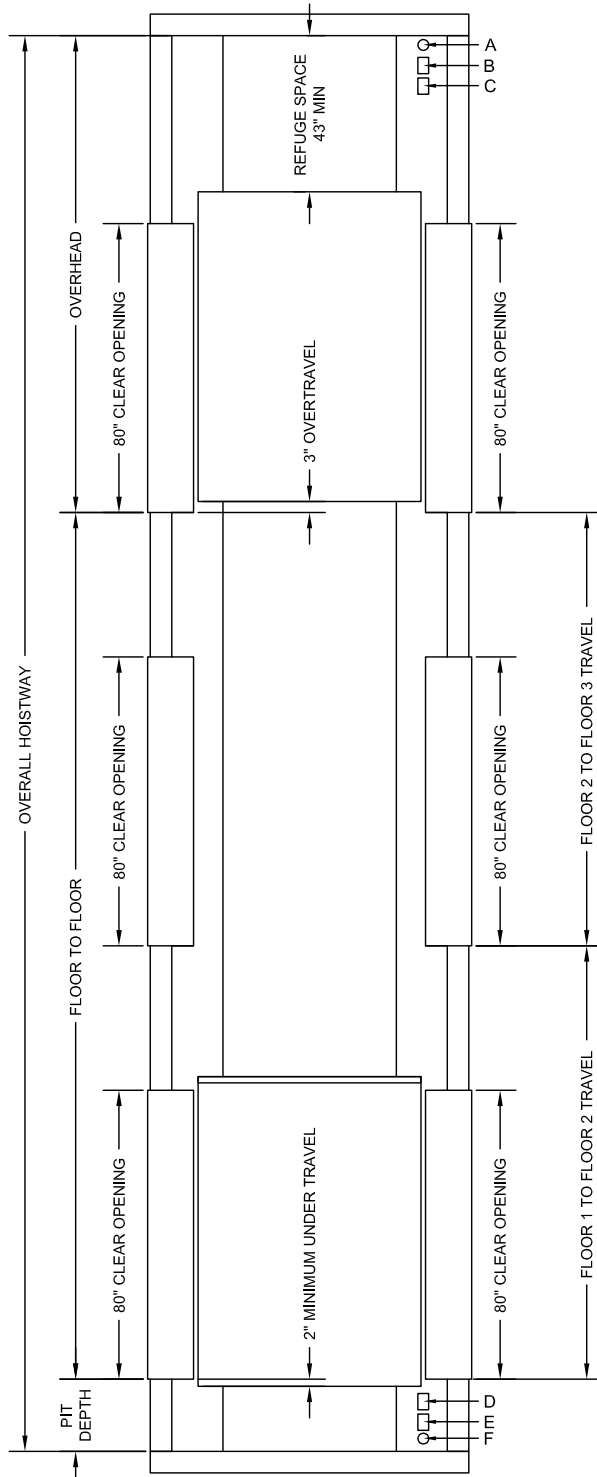 A
B
C
REFUGE SPACE
43" MIN
OVERHEAD
80" CLEAR OPENING
3" OVERTRAVEL
80" CLEAR OPENING
OVERALL HOISTWAY
FLOOR TO FLOOR
80" CLEAR OPENING
80" CLEAR OPENING
FLOOR 2 TO FLOOR 3 TRAVEL
80" CLEAR OPENING
2" MINIMUM UNDER TRAVEL
80" CLEAR OPENING
FLOOR 1 TO FLOOR 2 TRAVEL
PIT
DEPTH
D
E
F